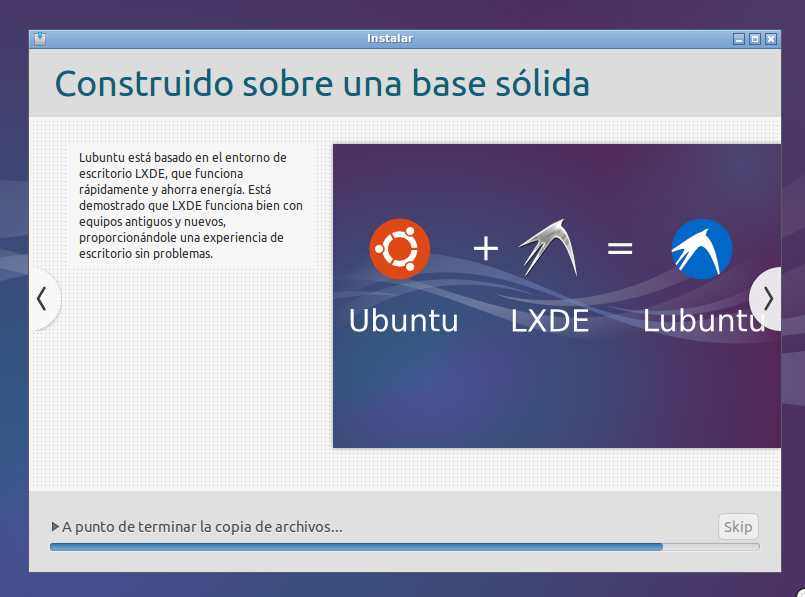 Instalar
Construido sobre una base sólida
Lubuntu está basado en el entorno de
escritorio LXDE, que funciona
rápidamente y ahorra energía. Está
demostrado que LXDE funciona bien con
equipos antiguos y nuevos,
proporcionándole una experiencia de
escritorio sin problemas.
+ =
Ubuntu LXDE Lubuntu
A punto de terminar la copia de archivos...
Skip